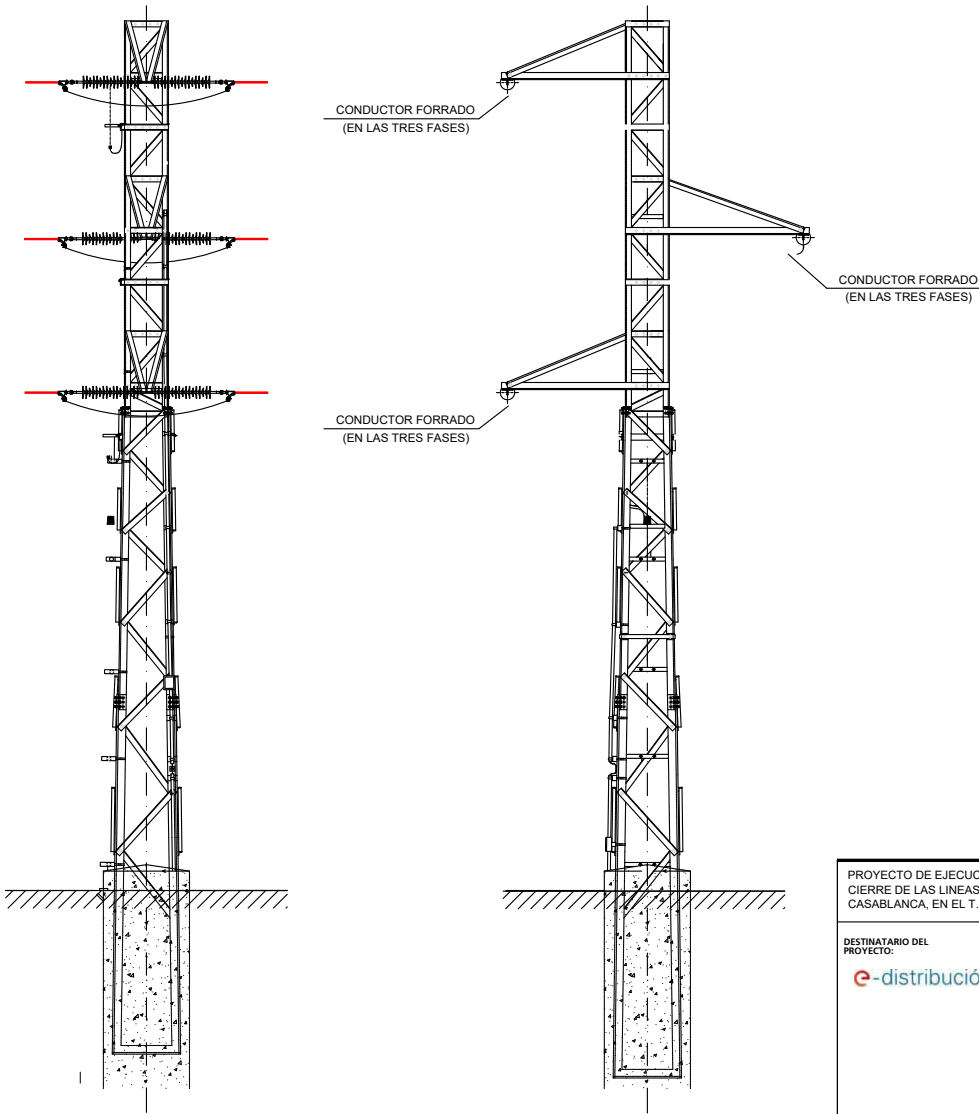 CONDUCTOR FORRADO
(EN LAS TRES FASES)
CONDUCTOR FORRADO
(EN LAS TRES FASES)
CONDUCTOR FORRADO
(EN LAS TRES FASES)
PROYECTO DE EJECUC
CIERRE DE LAS LINEAS
CASABLANCA, EN EL T.
DESTINATARIO DEL
PROYECTO:
e-distribució